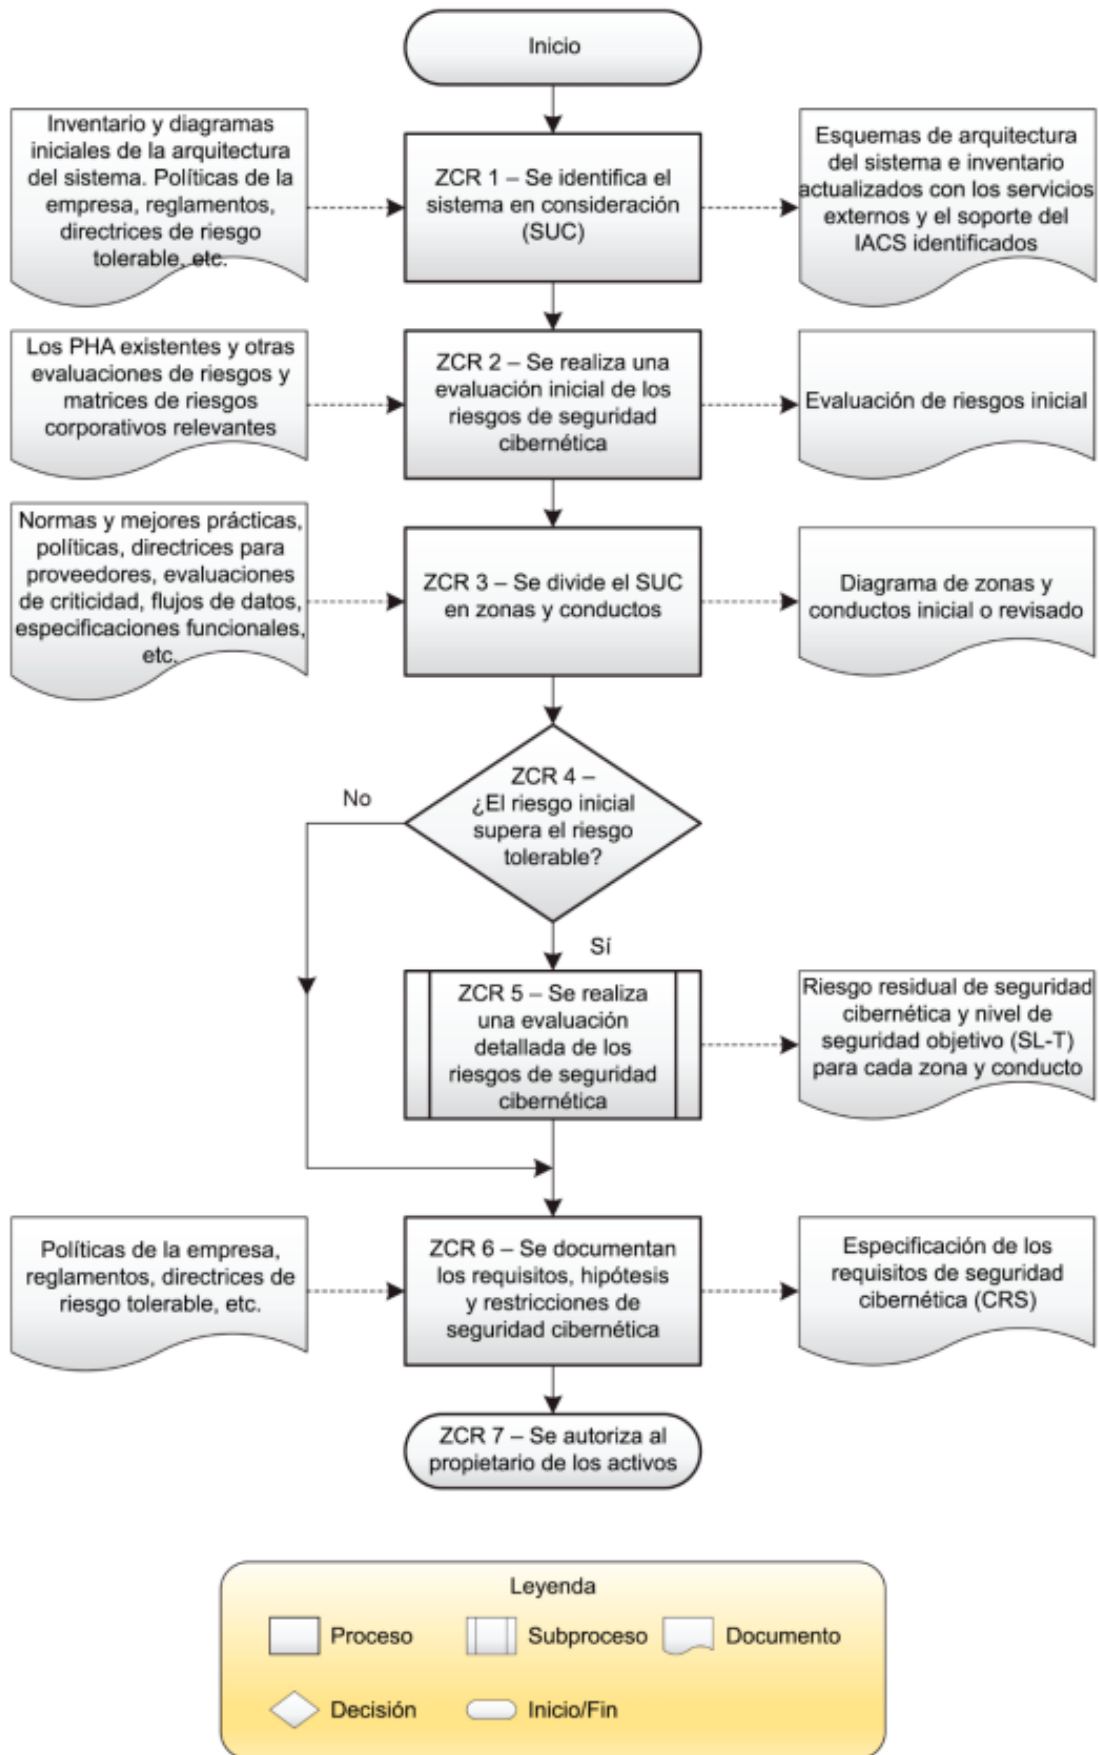 Inicio
Inventario y diagramas
iniciales de la arquitectura
del sistema. Políticas de la
empresa, reglamentos,
directrices de riesgo
tolerable, etc.
ZCR 1 – Se identifica el
sistema en consideración
(SUC)
Esquemas de arquitectura
del sistema e inventario
actualizados con los servicios
externos y el soporte del
IACS identificados
Los PHA existentes y otras
evaluaciones de riesgos y
matrices de riesgos
corporativos relevantes
ZCR 2 – Se realiza una
evaluación inicial de los
riesgos de seguridad
cibernética
Evaluación de riesgos inicial
Normas y mejores prácticas,
políticas, directrices para
proveedores, evaluaciones
de criticidad, flujos de datos,
especificaciones funcionales,
etc.
ZCR 3 – Se divide el SUC
en zonas y conductos
Diagrama de zonas y
conductos inicial o revisado
ZCR 4 –
¿El riesgo inicial
supera el riesgo
tolerable?
No
Sí
ZCR 5 – Se realiza
una evaluación
detallada de los
riesgos de seguridad
cibernética
Riesgo residual de seguridad
cibernética y nivel de
seguridad objetivo (SL-T)
para cada zona y conducto
Políticas de la empresa,
reglamentos, directrices de
riesgo tolerable, etc.
ZCR 6 – Se documentan
los requisitos, hipótesis
y restricciones de
seguridad cibernética
Especificación de los
requisitos de seguridad
cibernética (CRS)
ZCR 7 – Se autoriza al
propietario de los activos
Leyenda
Proceso
Subproceso
Documento
Decisión
Inicio/Fin